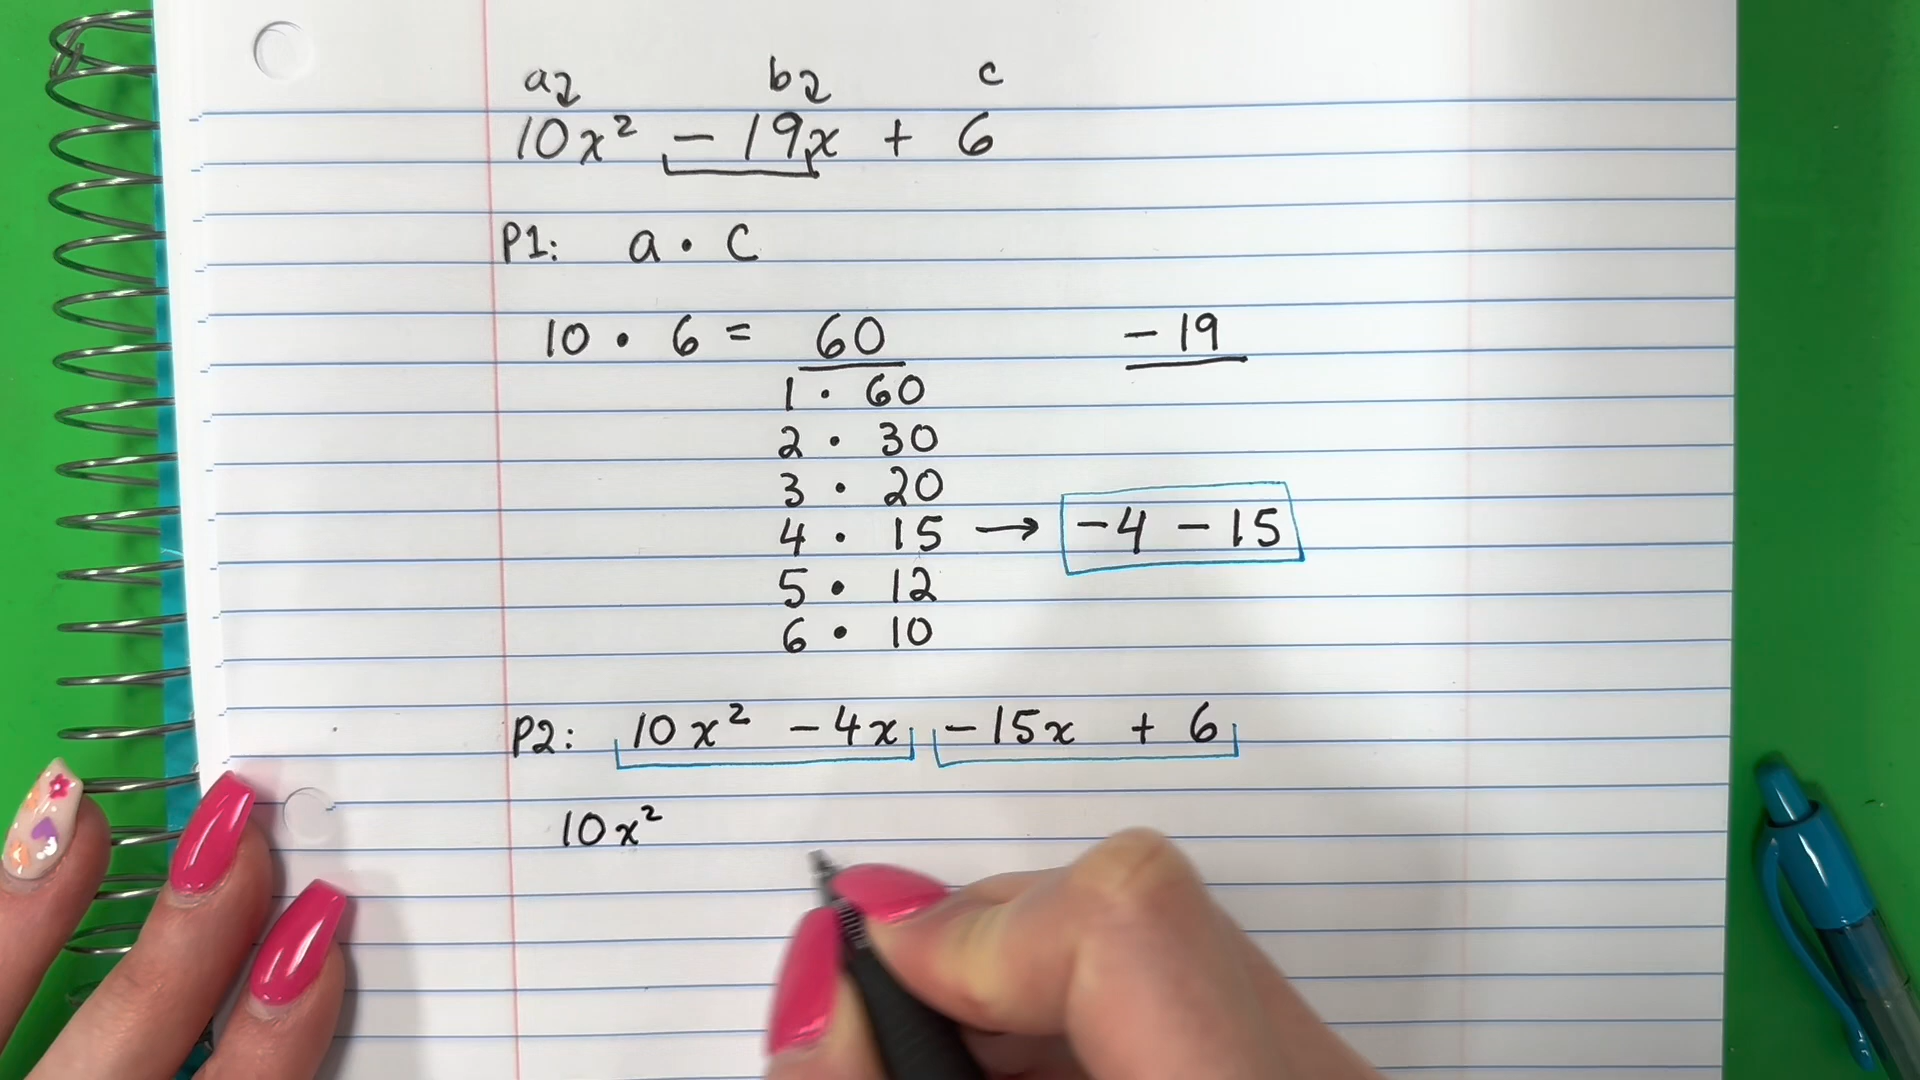 a2 b2 c
10x² - 19x + 6
P1: a · c
10 · 6 = 60 -19
1 · 60
2 · 30
3 · 20
4 · 15 → -4 -15
5 · 12
6 · 10
P2: 10x² -4x -15x + 6
10x²